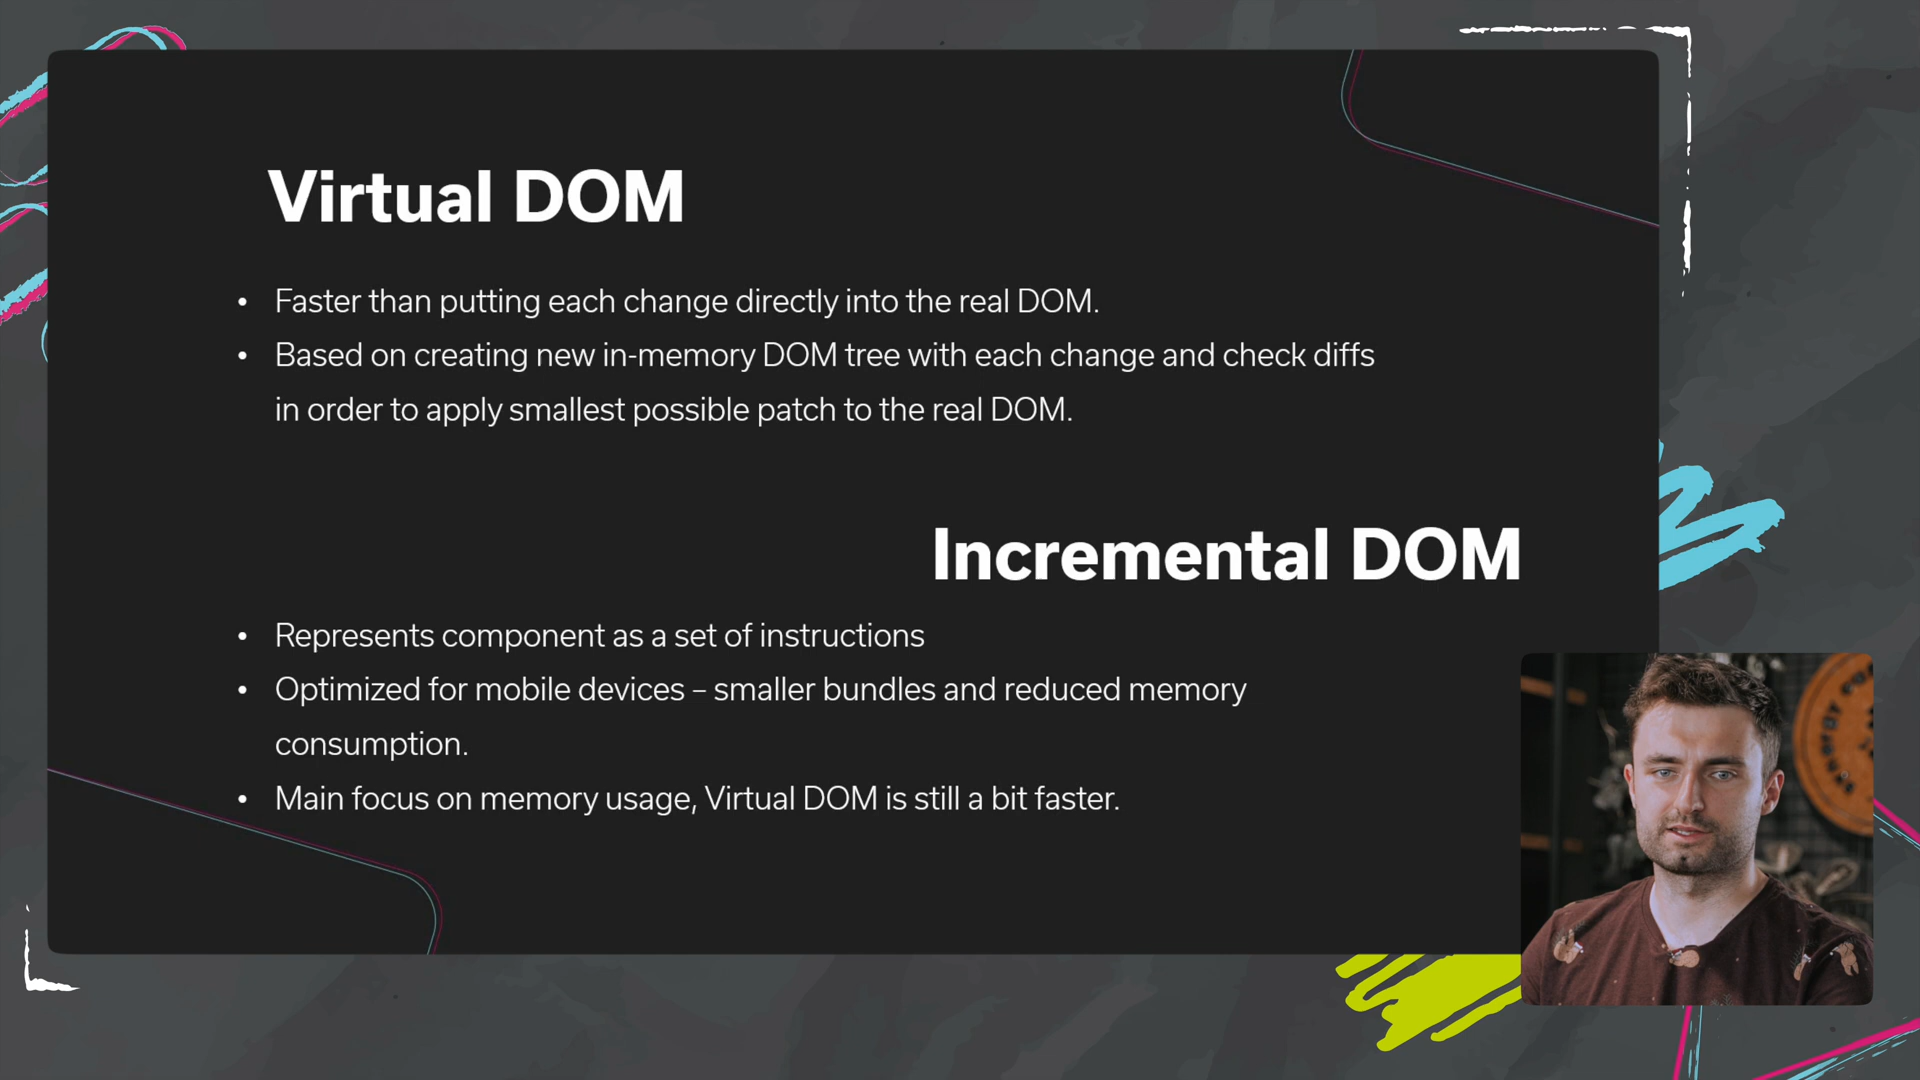 Virtual DOM
• Faster than putting each change directly into the real DOM.
• Based on creating new in-memory DOM tree with each change and check diffs
in order to apply smallest possible patch to the real DOM.
Incremental DOM
• Represents component as a set of instructions
• Optimized for mobile devices – smaller bundles and reduced memory
consumption.
• Main focus on memory usage, Virtual DOM is still a bit faster.